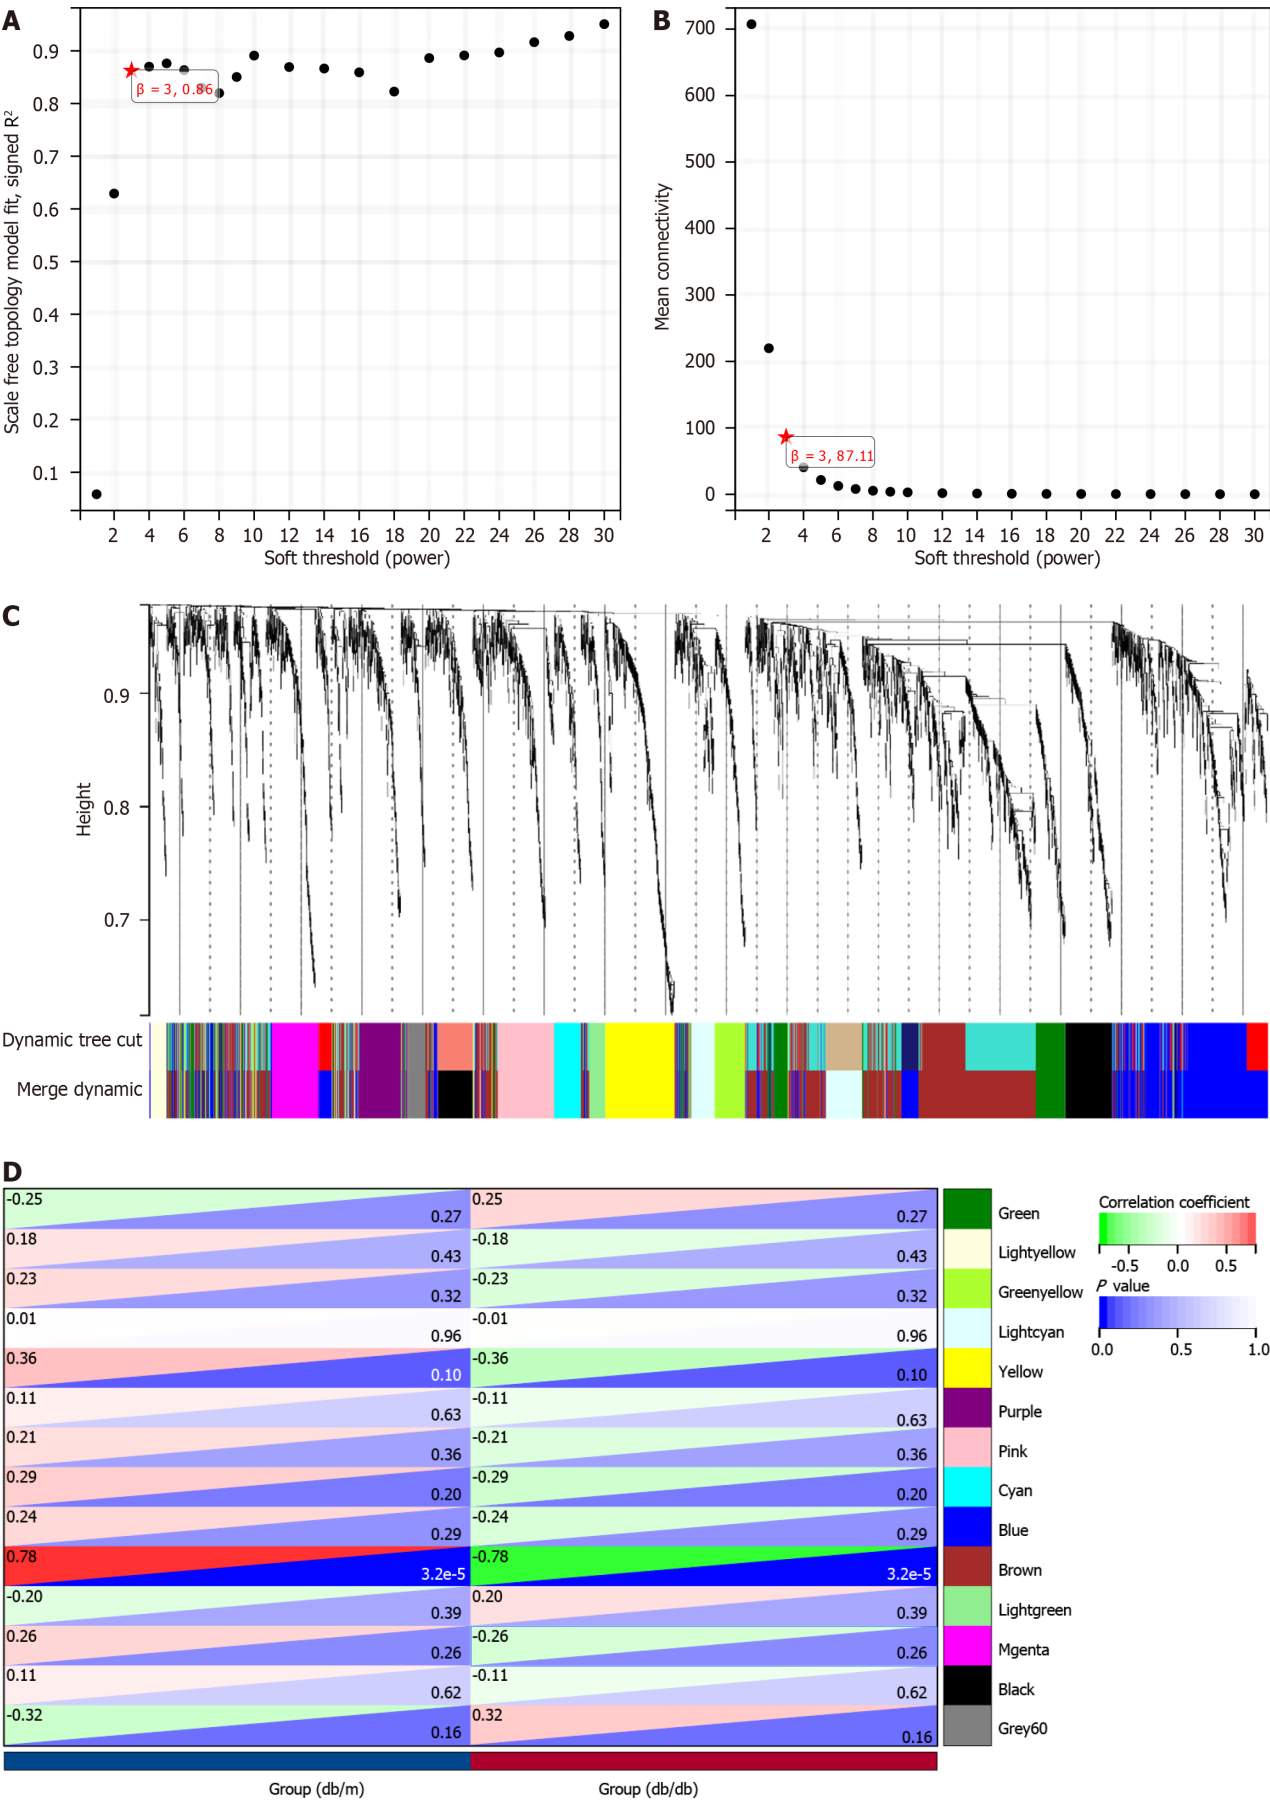 A
Scale free topology model fit, signed R²
0.9
0.8
0.7
0.6
0.5
0.4
0.3
0.2
0.1
β = 3, 0.86
2 4 6 8 10 12 14 16 18 20 22 24 26 28 30
Soft threshold (power)
B
Mean connectivity
700
600
500
400
300
200
100
0
β = 3, 87.11
2 4 6 8 10 12 14 16 18 20 22 24 26 28 30
Soft threshold (power)
C
Height
0.9
0.8
0.7
Dynamic tree cut
Merge dynamic
D
-0.25 0.27 0.25 0.27 Green
0.18 0.43 -0.18 0.43 Lightyellow
0.23 0.32 -0.23 0.32 Greenyellow
0.01 0.96 -0.01 0.96 Lightcyan
0.36 0.10 -0.36 0.10 Yellow
0.11 0.63 -0.11 0.63 Purple
0.21 0.36 -0.21 0.36 Pink
0.29 0.20 -0.29 0.20 Cyan
0.24 0.29 -0.24 0.29 Blue
0.78 3.2e-5 -0.78 3.2e-5 Brown
-0.20 0.39 0.20 0.39 Lightgreen
0.26 0.26 -0.26 0.26 Mgenta
0.11 0.62 -0.11 0.62 Black
-0.32 0.16 0.32 0.16 Grey60
Group (db/m) Group (db/db)
Correlation coefficient
-0.5 0.0 0.5
P value
0.0 0.5 1.0